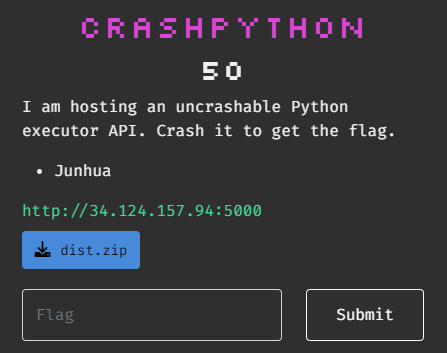 CRASHPYTHON
50
I am hosting an uncrashable Python
executor API. Crash it to get the flag.
• Junhua
http://34.124.157.94:5000
dist.zip
Flag
Submit